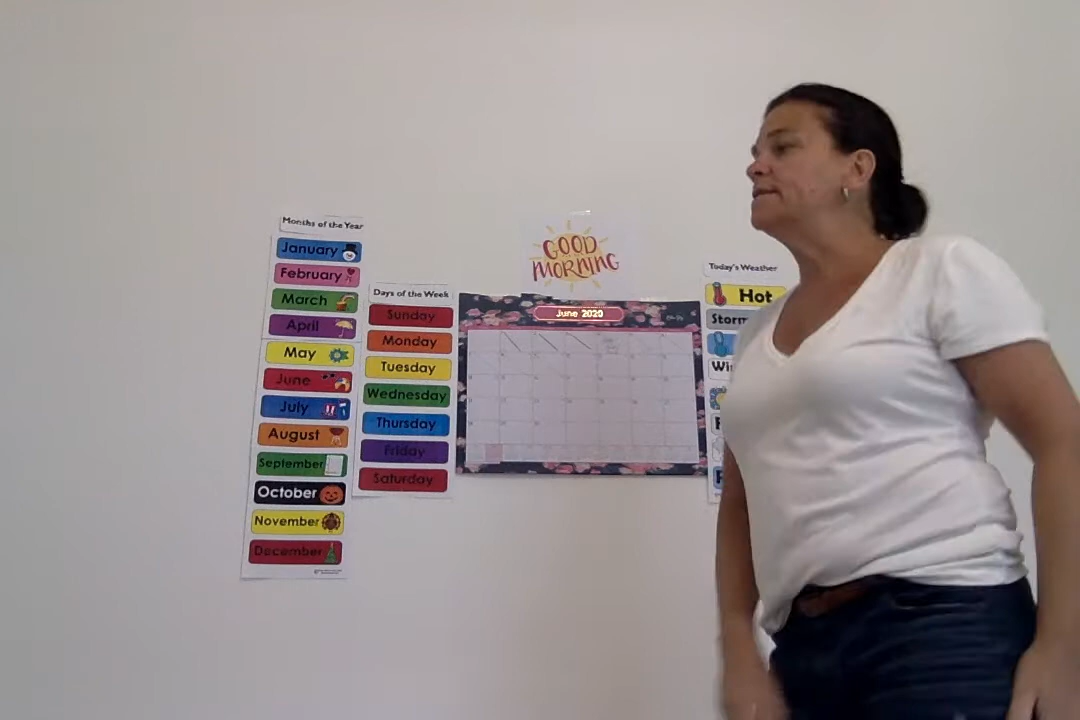 Months of the Year
January
February
March
April
May
June
July
August
September
October
November
December
Days of the Week
Sunday
Monday
Tuesday
Wednesday
Thursday
Friday
Saturday
GOOD
MORNING
June 2020
Today's Weather
Hot